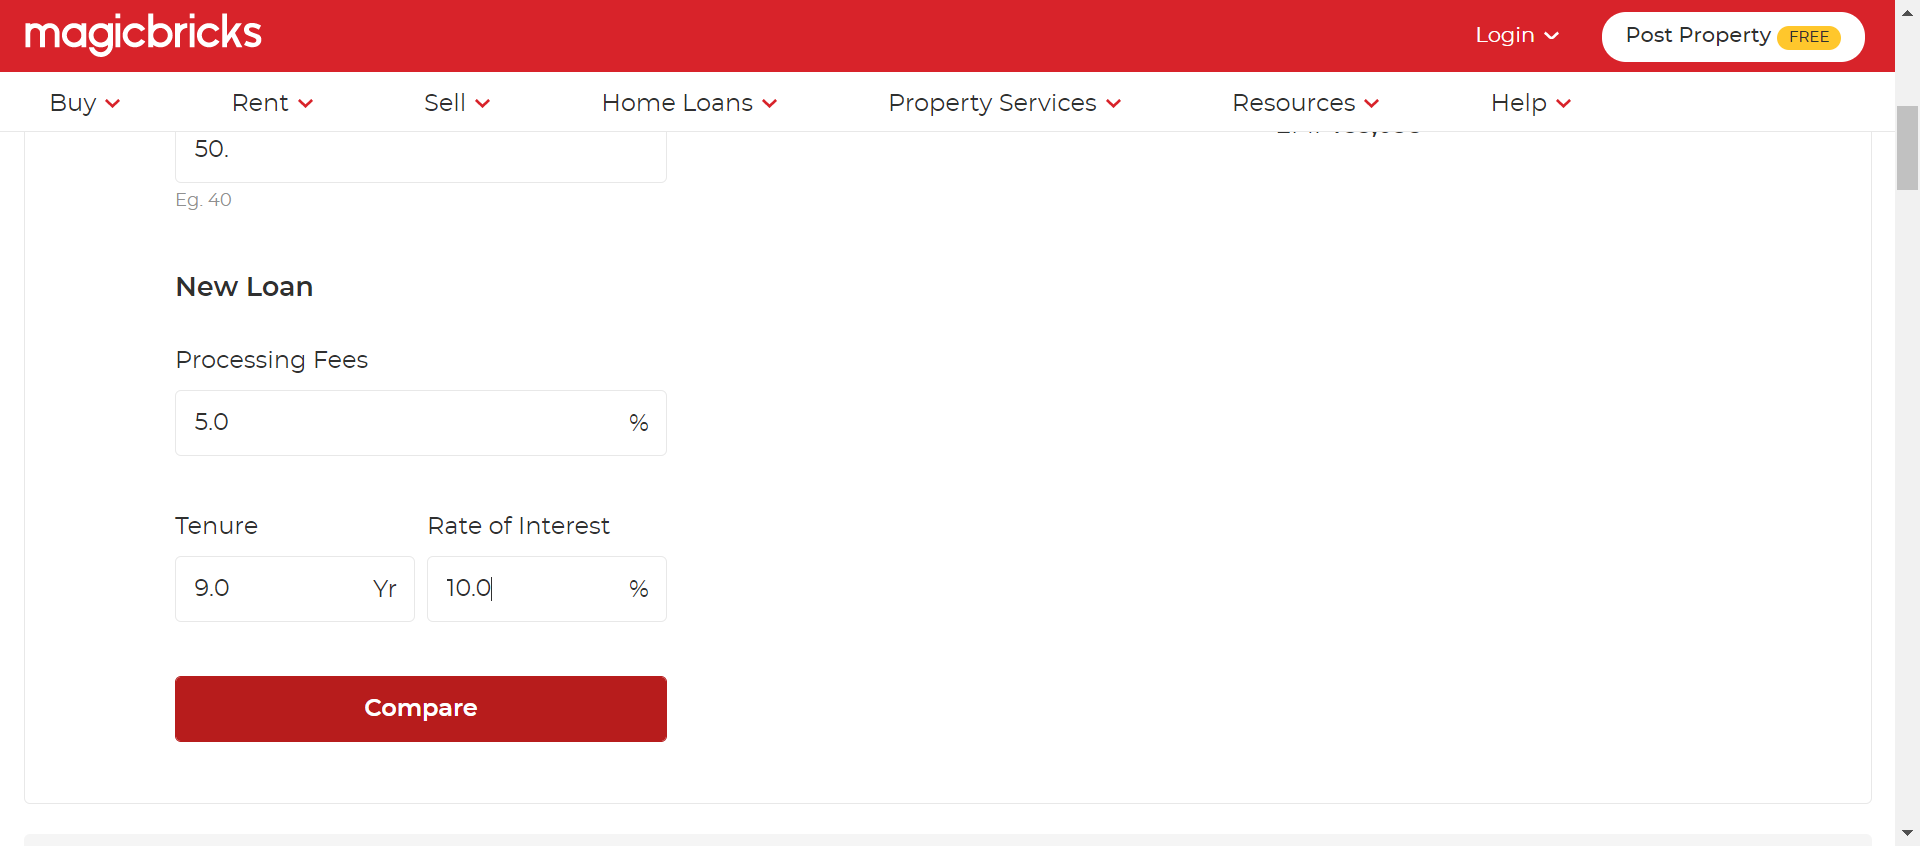 magicbricks
Login
Post Property FREE
Buy Rent Sell Home Loans Property Services Resources Help
50.
Eg. 40
New Loan
Processing Fees
5.0 %
Tenure Rate of Interest
9.0 Yr 10.0 %
Compare